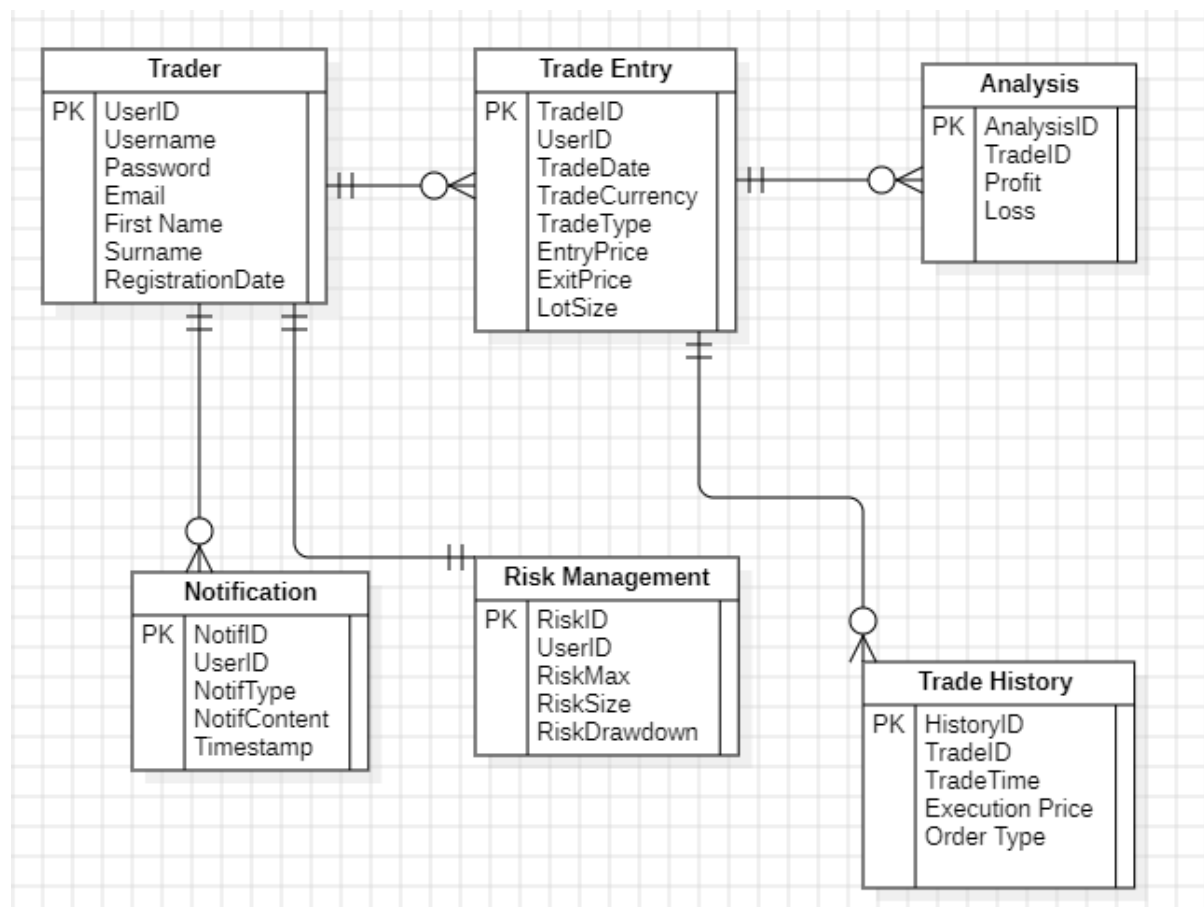 Trader
PK UserID
Username
Password
Email
First Name
Surname
RegistrationDate
Trade Entry
PK TradeID
UserID
TradeDate
TradeCurrency
TradeType
EntryPrice
ExitPrice
LotSize
Analysis
PK AnalysisID
TradeID
Profit
Loss
Notification
PK NotifID
UserID
NotifType
NotifContent
Timestamp
Risk Management
PK RiskID
UserID
RiskMax
RiskSize
RiskDrawdown
Trade History
PK HistoryID
TradeID
TradeTime
Execution Price
Order Type